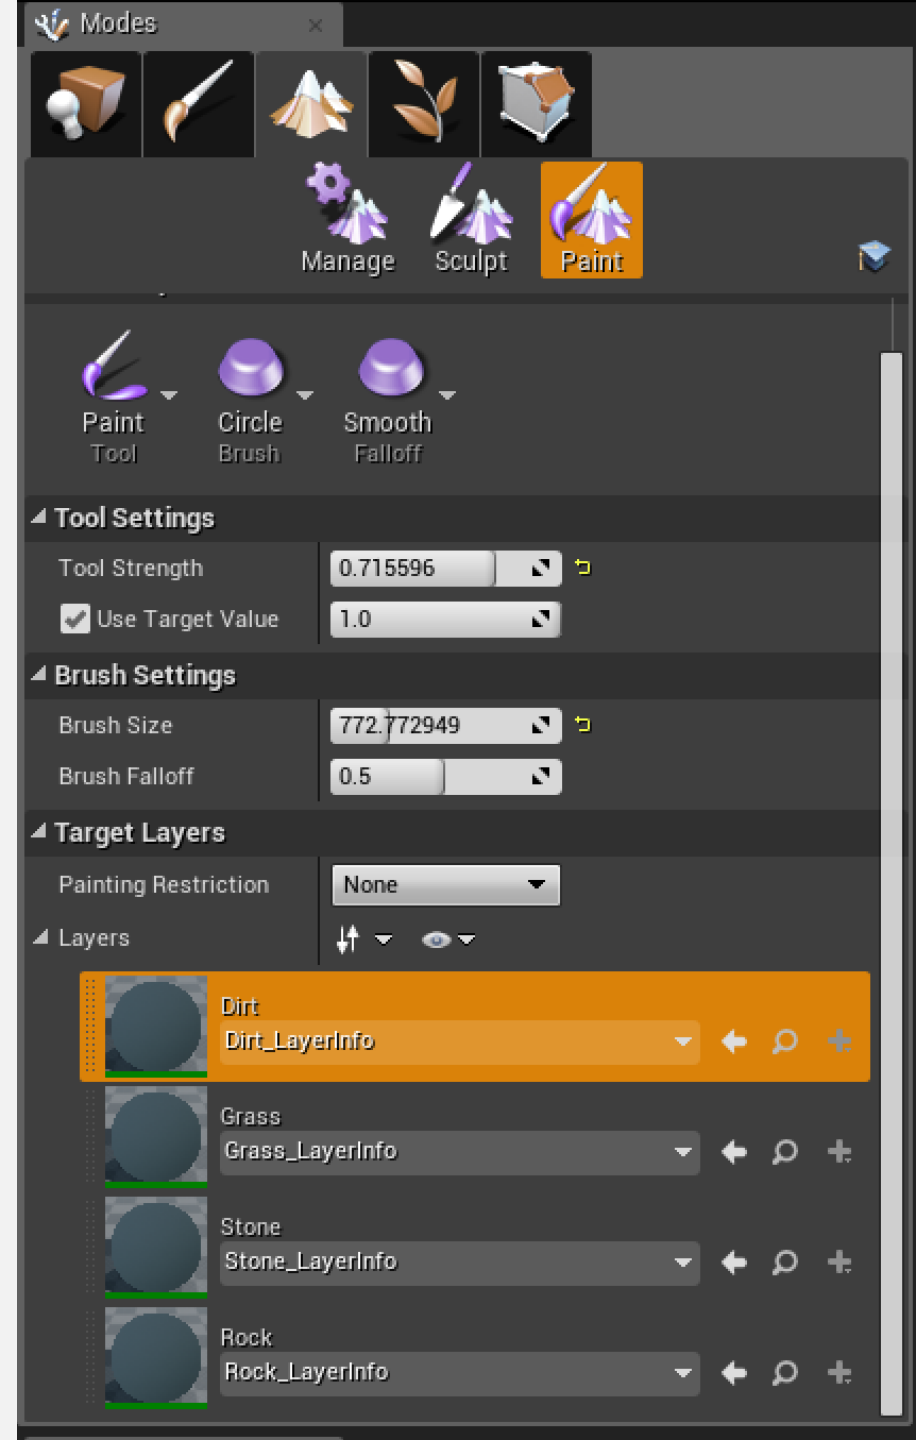 Modes
Manage Sculpt Paint
Paint Circle Smooth
Tool Brush Falloff
Tool Settings
Tool Strength 0.715596
Use Target Value 1.0
Brush Settings
Brush Size 772.772949
Brush Falloff 0.5
Target Layers
Painting Restriction None
Layers
Dirt
Dirt_LayerInfo
Grass
Grass_LayerInfo
Stone
Stone_LayerInfo
Rock
Rock_LayerInfo